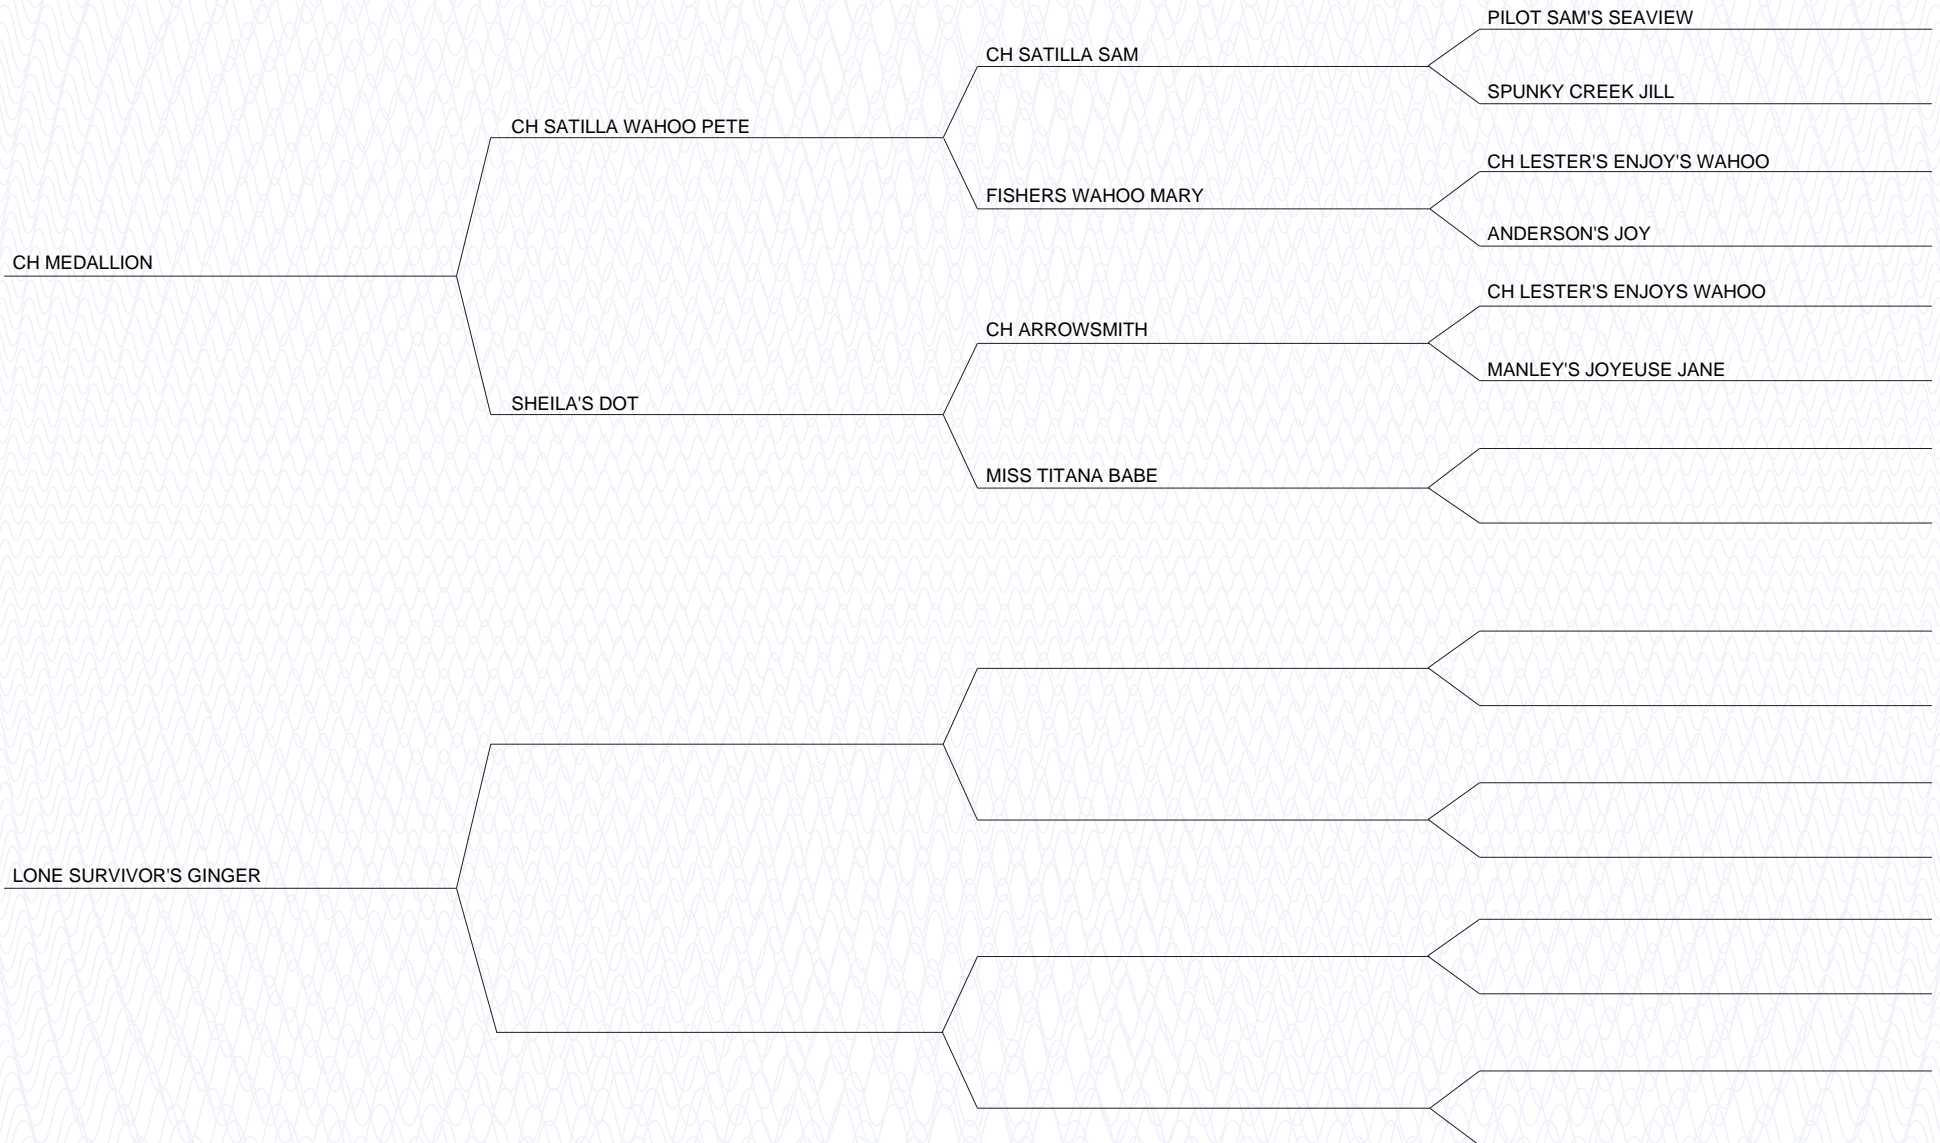 PILOT SAM'S SEAVIEW
CH SATILLA SAM
SPUNKY CREEK JILL
CH SATILLA WAHOO PETE
CH LESTER'S ENJOY'S WAHOO
FISHERS WAHOO MARY
ANDERSON'S JOY
CH MEDALLION
CH LESTER'S ENJOYS WAHOO
CH ARROWSMITH
MANLEY'S JOYEUSE JANE
SHEILA'S DOT
MISS TITANA BABE
LONE SURVIVOR'S GINGER